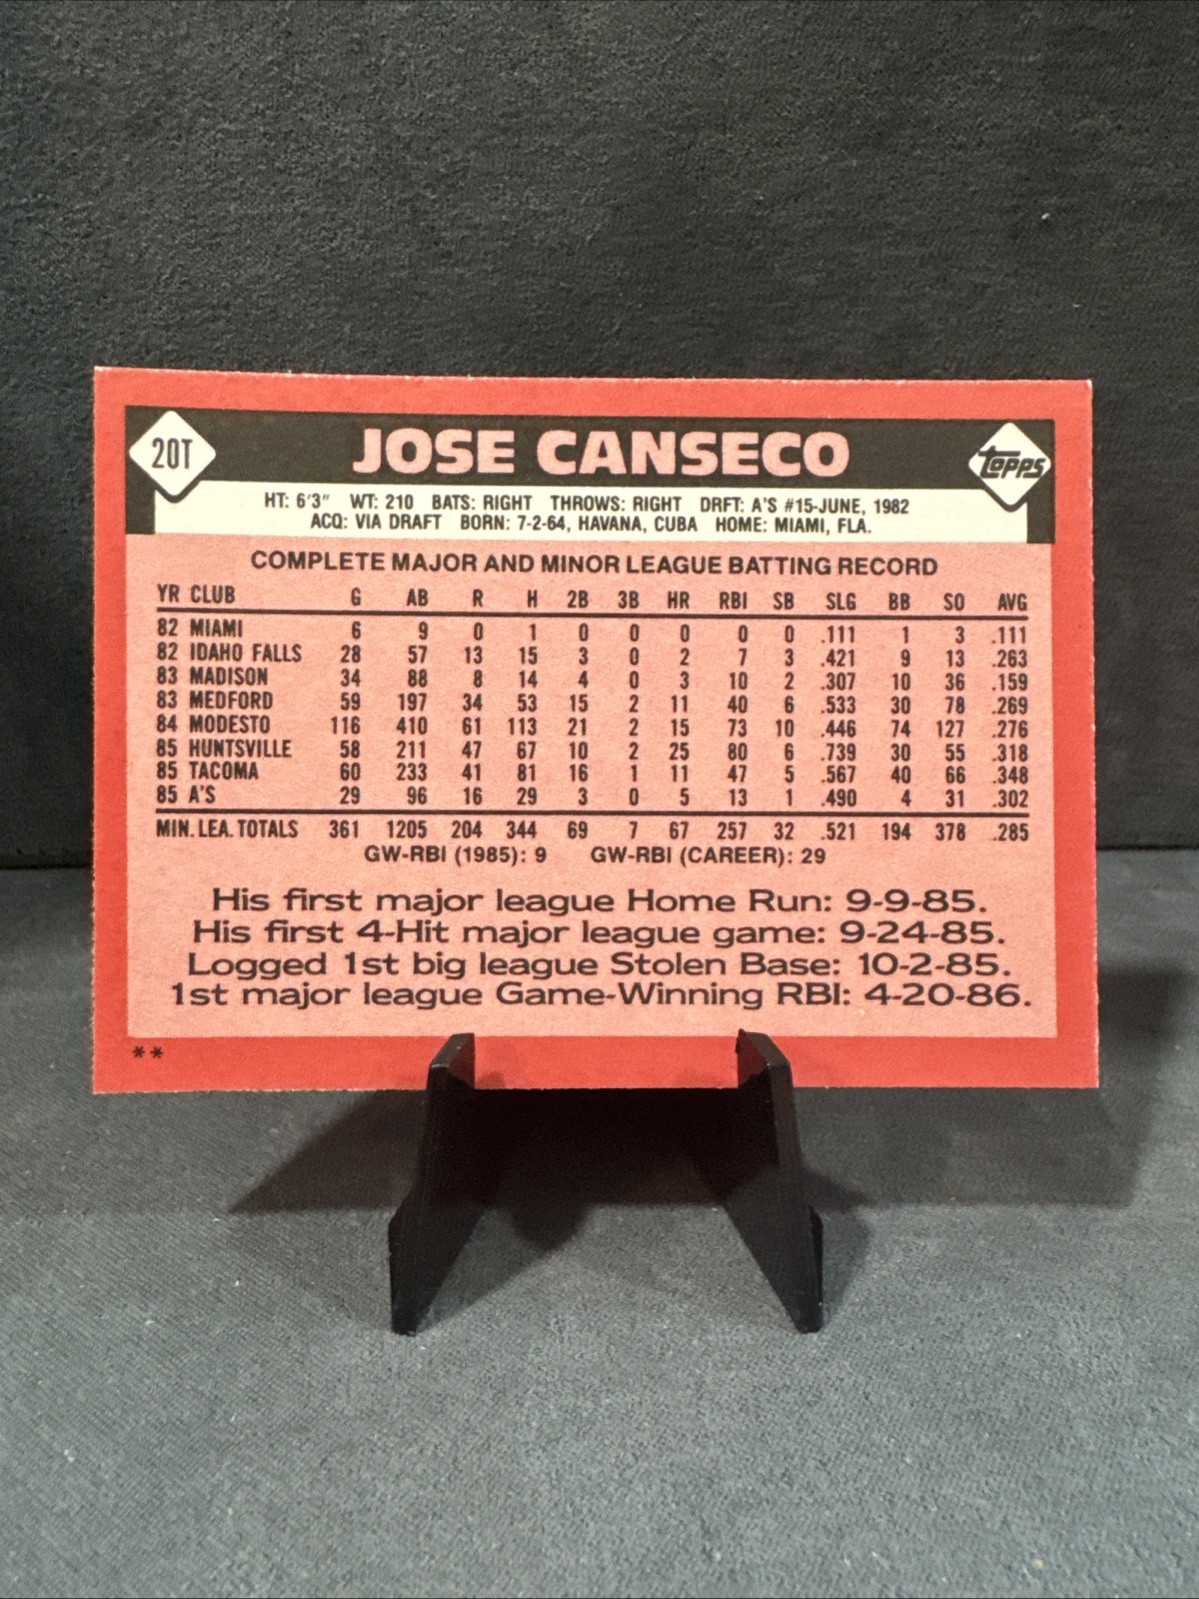 20T
JOSE CANSECO
topps
HT: 6'3" WT: 210 BATS: RIGHT THROWS: RIGHT DRFT: A'S #15-JUNE, 1982
ACQ: VIA DRAFT BORN: 7-2-64, HAVANA, CUBA HOME: MIAMI, FLA.
COMPLETE MAJOR AND MINOR LEAGUE BATTING RECORD
YR CLUB G AB R H 2B 3B HR RBI SB SLG BB SO AVG
82 MIAMI 6 9 0 1 0 0 0 0 0 .111 1 3 .111
82 IDAHO FALLS 28 57 13 15 3 0 2 7 3 .421 9 13 .263
83 MADISON 34 88 8 14 4 0 3 10 2 .307 10 36 .159
83 MEDFORD 59 197 34 53 15 2 11 40 6 .533 30 78 .269
84 MODESTO 116 410 61 113 21 2 15 73 10 .446 74 127 .276
85 HUNTSVILLE 58 211 47 67 10 2 25 80 6 .739 30 55 .318
85 TACOMA 60 233 41 81 16 1 11 47 5 .567 40 66 .348
85 A'S 29 96 16 29 3 0 5 13 1 .490 4 31 .302
MIN. LEA. TOTALS 361 1205 204 344 69 7 67 257 32 .521 194 378 .285
GW-RBI (1985): 9 GW-RBI (CAREER): 29
His first major league Home Run: 9-9-85.
His first 4-Hit major league game: 9-24-85.
Logged 1st big league Stolen Base: 10-2-85.
1st major league Game-Winning RBI: 4-20-86.
**